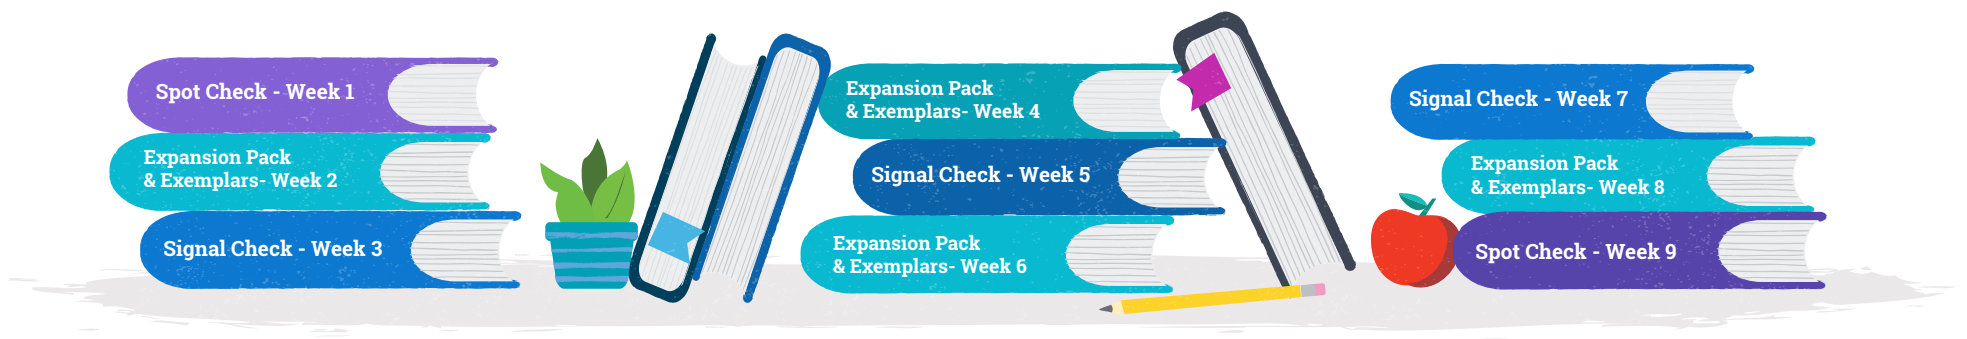 Spot Check - Week 1
Expansion Pack
& Exemplars- Week 2
Signal Check - Week 3
Expansion Pack
& Exemplars- Week 4
Signal Check - Week 5
Expansion Pack
& Exemplars- Week 6
Signal Check - Week 7
Expansion Pack
& Exemplars- Week 8
Spot Check - Week 9